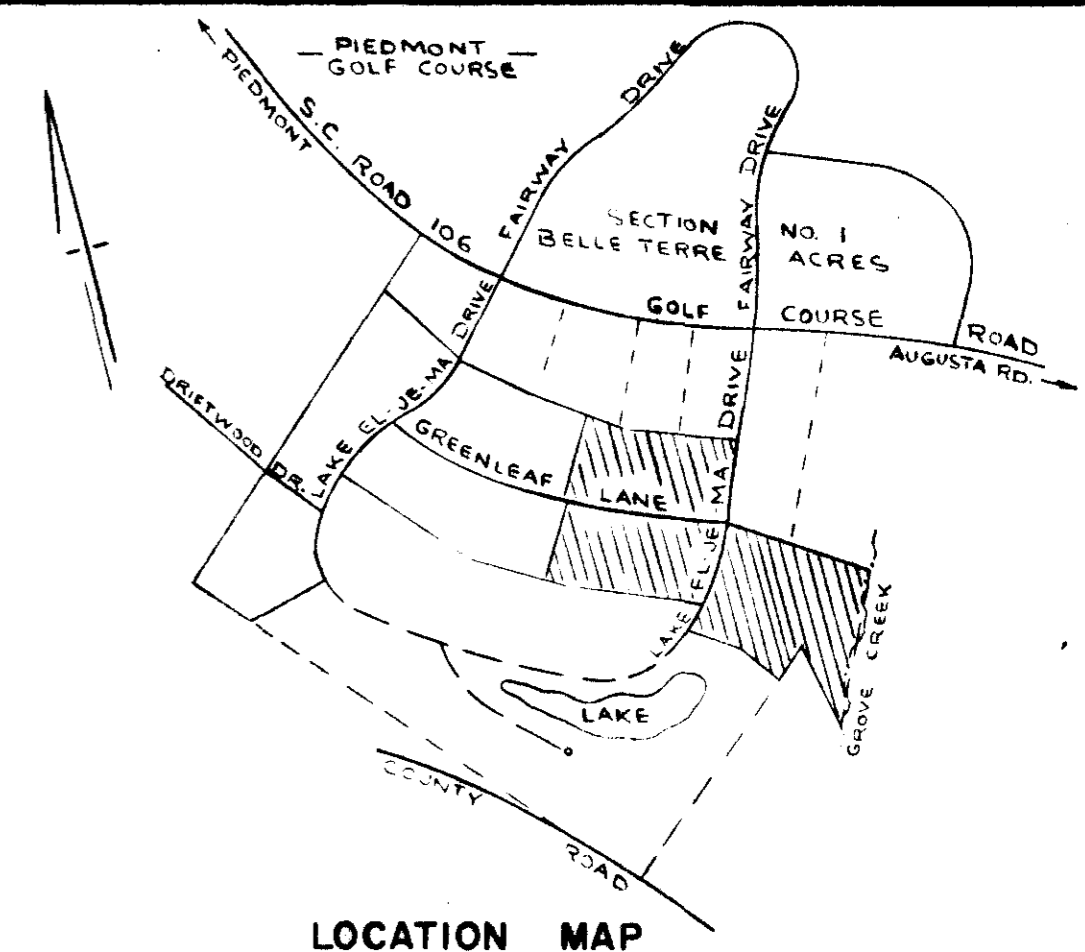 — PIEDMONT —
GOLF COURSE
PIEDMONT
S.C. ROAD 106
FAIRWAY DRIVE
FAIRWAY DRIVE
SECTION NO. 1
BELLE TERRE ACRES
GOLF COURSE ROAD
AUGUSTA RD.
LAKE EL-JE-MA DRIVE
DRIFTWOOD DR.
GREENLEAF LANE
LAKE EL-JE-MA DRIVE
GROVE CREEK
LAKE
COUNTY ROAD
LOCATION MAP